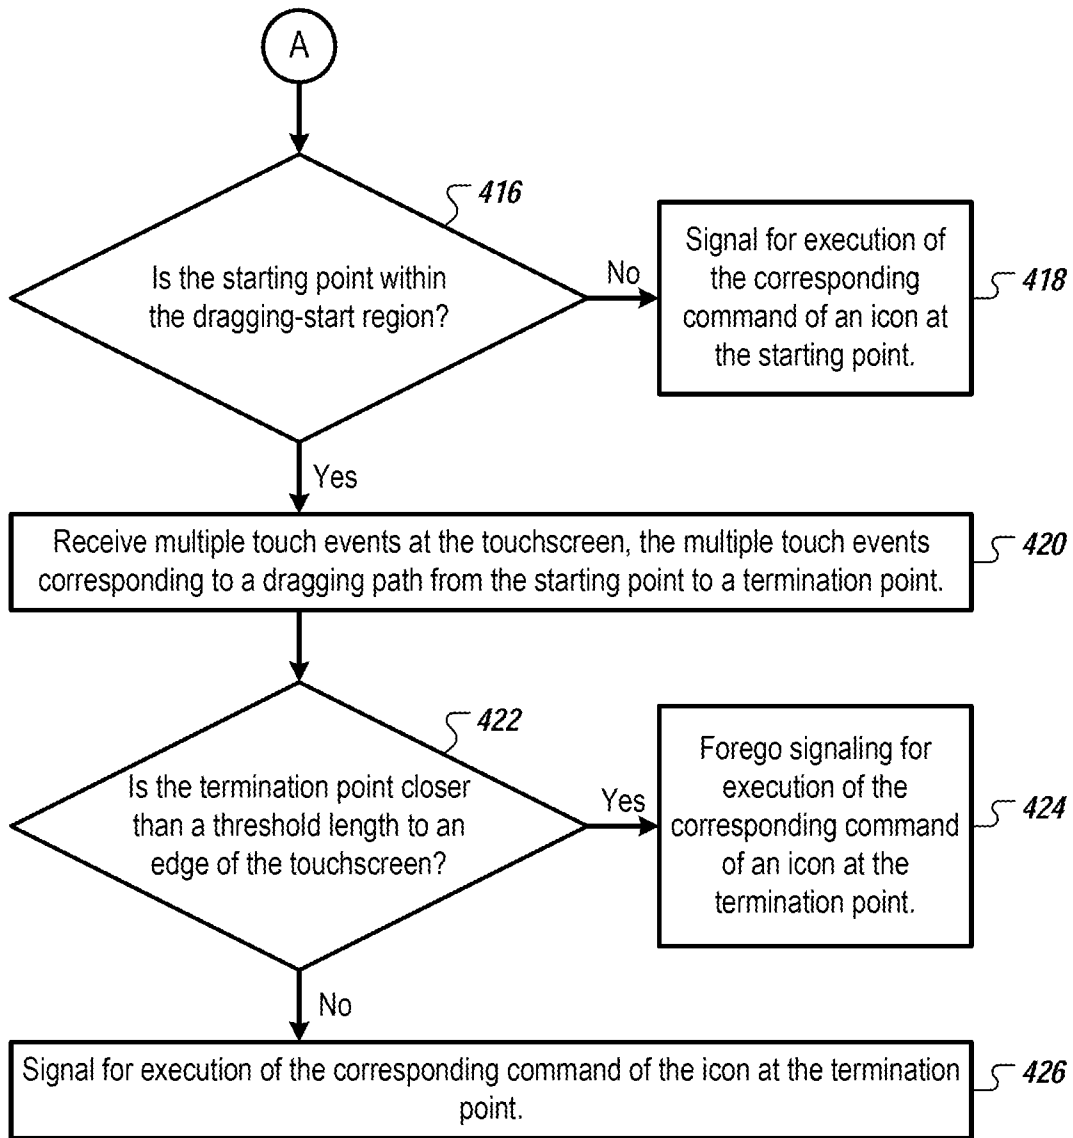 A
416
Is the starting point within
the dragging-start region?
No
Signal for execution of
the corresponding
command of an icon at
the starting point.
418
Yes
Receive multiple touch events at the touchscreen, the multiple touch events
corresponding to a dragging path from the starting point to a termination point.
420
422
Is the termination point closer
than a threshold length to an
edge of the touchscreen?
Yes
Forego signaling for
execution of the
corresponding command
of an icon at the
termination point.
424
No
Signal for execution of the corresponding command of the icon at the termination
point.
426